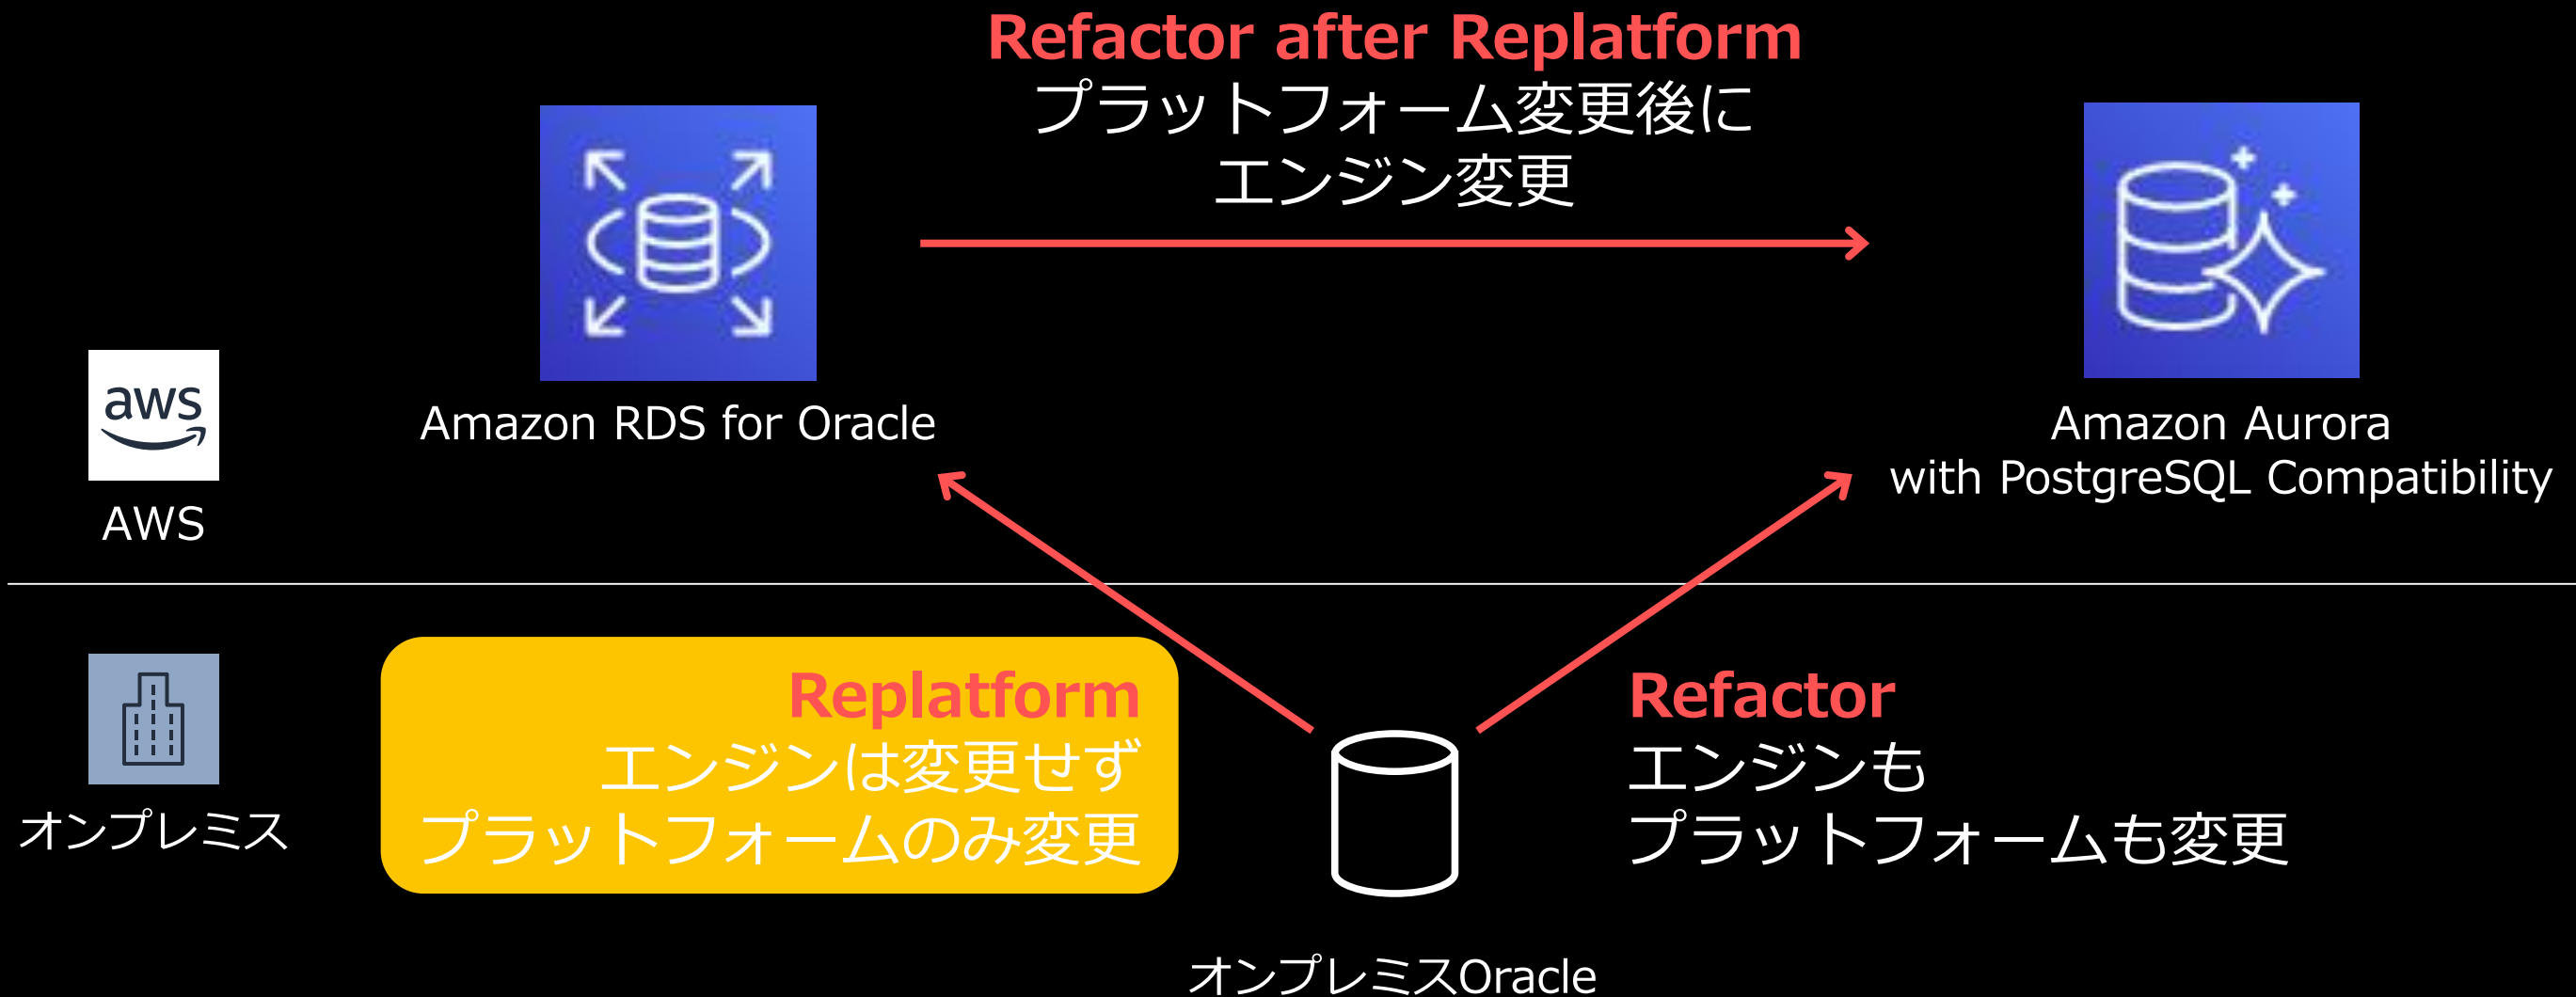 Refactor after Replatform
プラットフォーム変更後に
エンジン変更
aws
AWS
Amazon RDS for Oracle
Amazon Aurora
with PostgreSQL Compatibility
オンプレミス
Replatform
エンジンは変更せず
プラットフォームのみ変更
Refactor
エンジンも
プラットフォームも変更
オンプレミスOracle